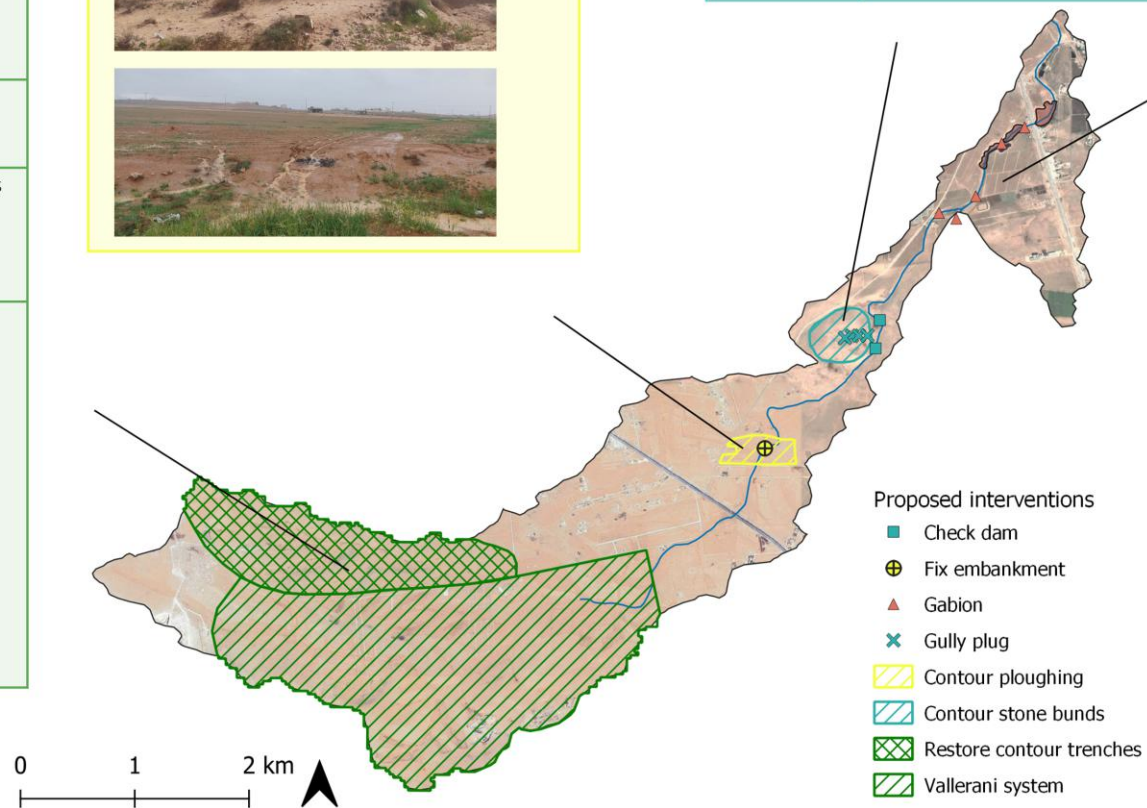 s
Proposed interventions
Check dam
Fix embankment
Gabion
Gully plug
Contour ploughing
Contour stone bunds
Restore contour trenches
Vallerani system
0 1 2 km